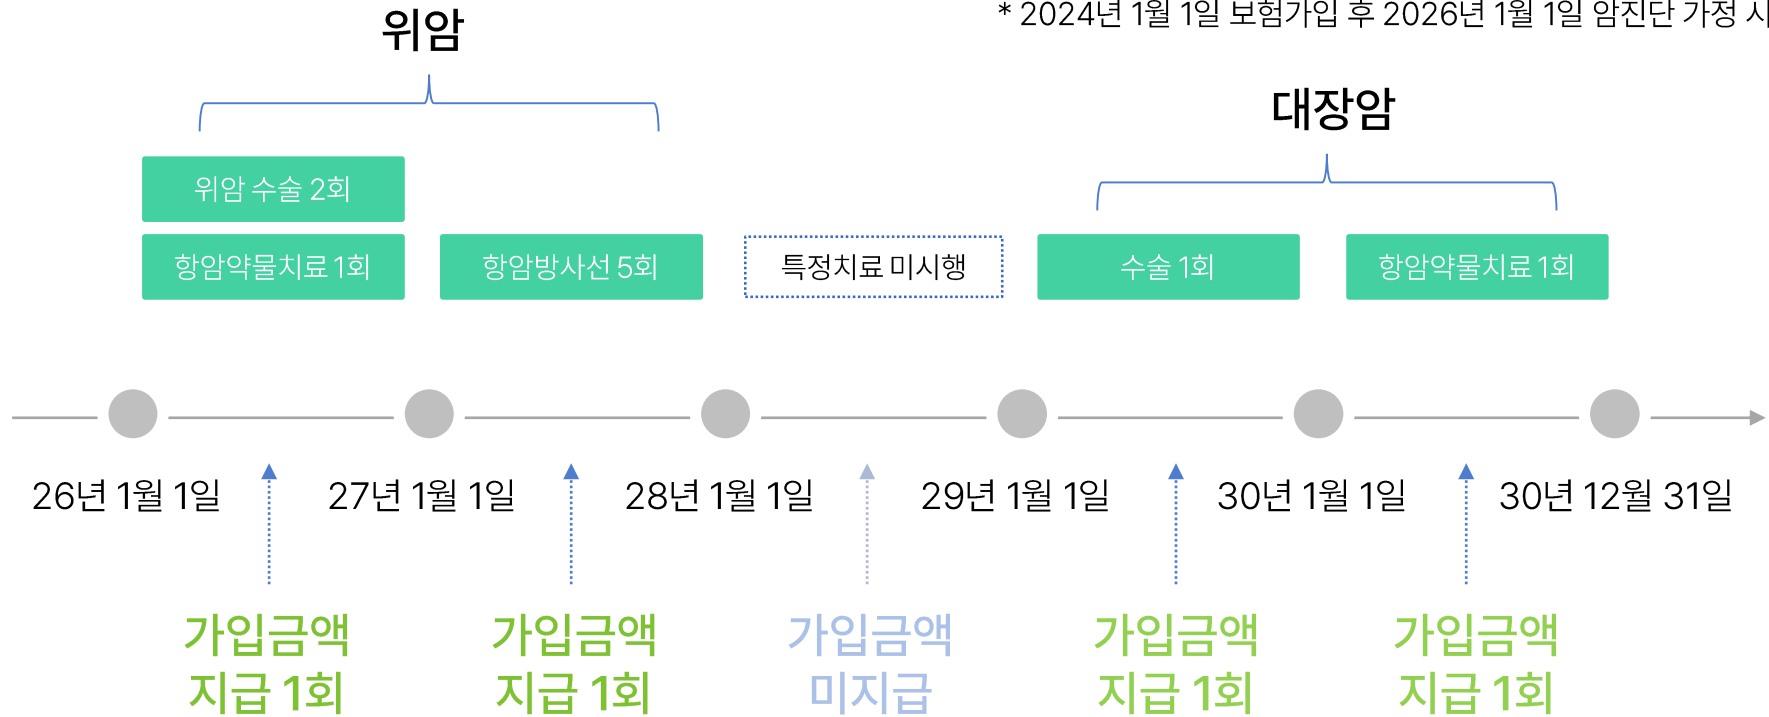 * 2024년 1월 1일 보험가입 후 2026년 1월 1일 암진단 가정 시
위암
대장암
위암 수술 2회
항암약물치료 1회
항암방사선 5회
특정치료 미시행
수술 1회
항암약물치료 1회
26년 1월 1일
27년 1월 1일
28년 1월 1일
29년 1월 1일
30년 1월 1일
30년 12월 31일
가입금액
지급 1회
가입금액
지급 1회
가입금액
미지급
가입금액
지급 1회
가입금액
지급 1회